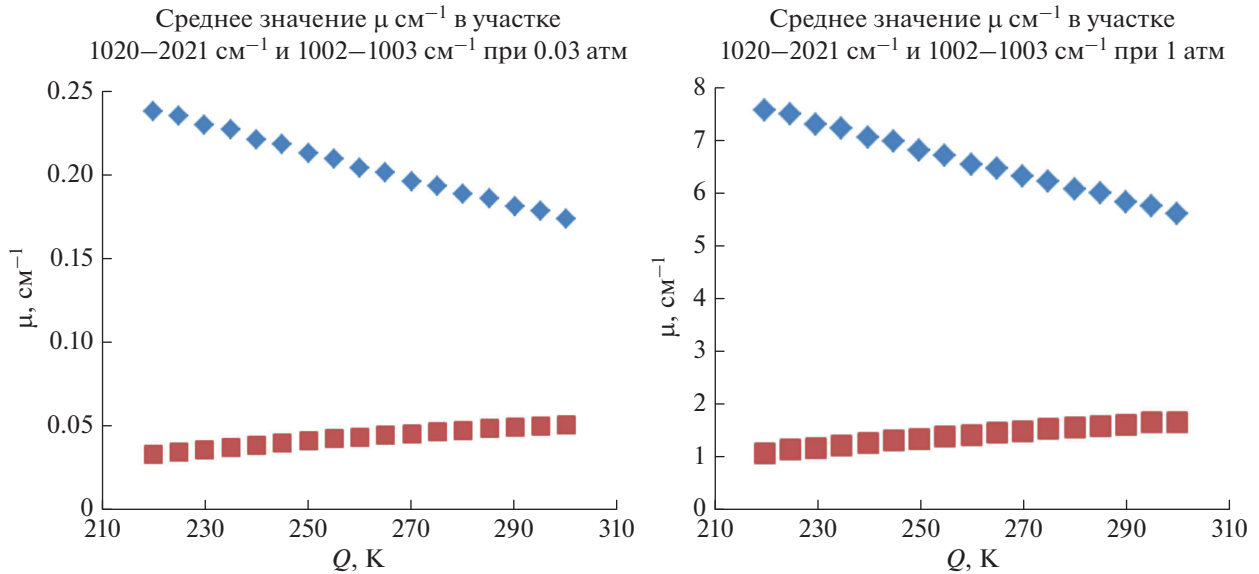 Среднее значение μ см⁻¹ в участке
1020–2021 см⁻¹ и 1002–1003 см⁻¹ при 0.03 атм
0.25
0.20
0.15
0.10
0.05
0
μ, см⁻¹
210 230 250 270 290 310
Q, K
Среднее значение μ см⁻¹ в участке
1020–2021 см⁻¹ и 1002–1003 см⁻¹ при 1 атм
8
7
6
5
4
3
2
1
0
μ, см⁻¹
210 230 250 270 290 310
Q, K